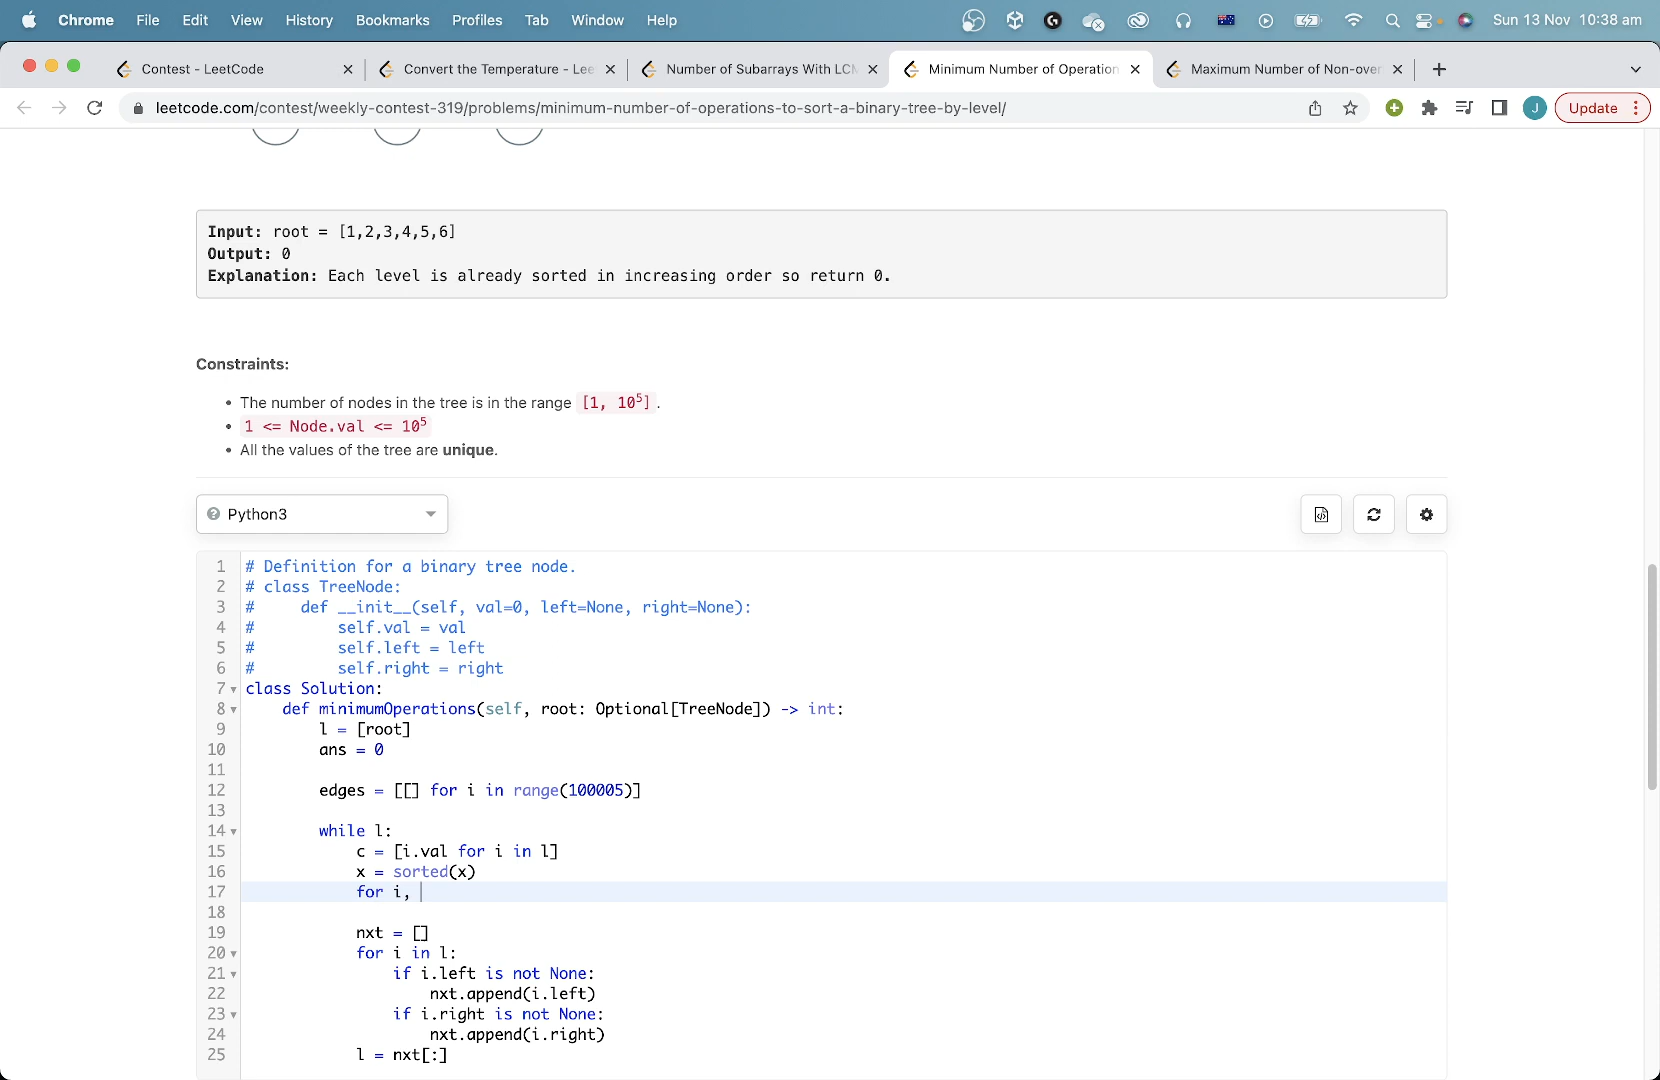 Chrome File Edit View History Bookmarks Profiles Tab Window Help Sun 13 Nov 10:38 am
Contest - LeetCode Convert the Temperature - Lee Number of Subarrays With LCM Minimum Number of Operation Maximum Number of Non-over
leetcode.com/contest/weekly-contest-319/problems/minimum-number-of-operations-to-sort-a-binary-tree-by-level/ J Update
Input: root = [1,2,3,4,5,6]
Output: 0
Explanation: Each level is already sorted in increasing order so return 0.
Constraints:
• The number of nodes in the tree is in the range [1, 10⁵].
• 1 <= Node.val <= 10⁵
• All the values of the tree are unique.
Python3
1 # Definition for a binary tree node.
2 # class TreeNode:
3 #     def __init__(self, val=0, left=None, right=None):
4 #         self.val = val
5 #         self.left = left
6 #         self.right = right
7 class Solution:
8     def minimumOperations(self, root: Optional[TreeNode]) -> int:
9         l = [root]
10         ans = 0
11
12         edges = [[] for i in range(100005)]
13
14         while l:
15             c = [i.val for i in l]
16             x = sorted(x)
17             for i,
18
19             nxt = []
20             for i in l:
21                 if i.left is not None:
22                     nxt.append(i.left)
23                 if i.right is not None:
24                     nxt.append(i.right)
25             l = nxt[:]